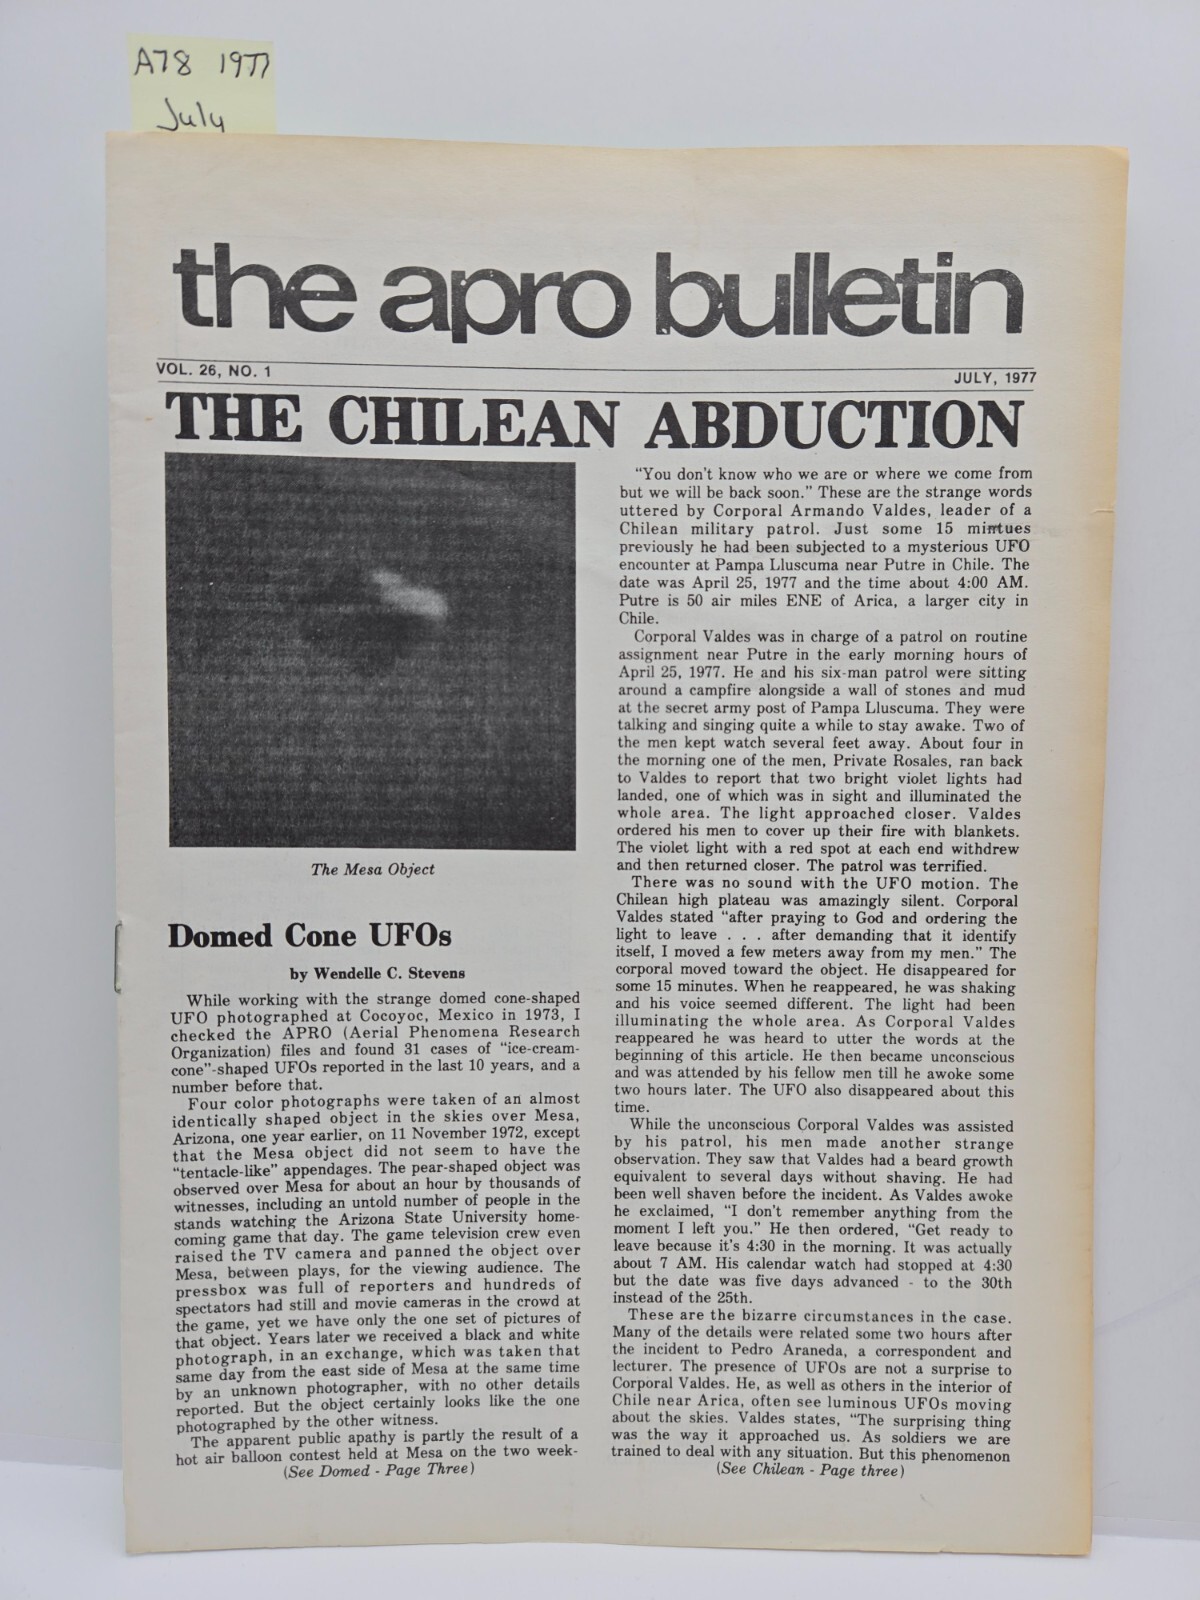 A78 1977
July
the apro bulletin
VOL. 26, NO. 1
JULY, 1977
THE CHILEAN ABDUCTION
The Mesa Object
Domed Cone UFOs
by Wendelle C. Stevens
While working with the strange domed cone-shaped
UFO photographed at Cocoyoc, Mexico in 1973, I
checked the APRO (Aerial Phenomena Research
Organization) files and found 31 cases of "ice-cream-
cone"-shaped UFOs reported in the last 10 years, and a
number before that.
Four color photographs were taken of an almost
identically shaped object in the skies over Mesa,
Arizona, one year earlier, on 11 November 1972, except
that the Mesa object did not seem to have the
"tentacle-like" appendages. The pear-shaped object was
observed over Mesa for about an hour by thousands of
witnesses, including an untold number of people in the
stands watching the Arizona State University home-
coming game that day. The game television crew even
raised the TV camera and panned the object over
Mesa, between plays, for the viewing audience. The
pressbox was full of reporters and hundreds of
spectators had still and movie cameras in the crowd at
the game, yet we have only the one set of pictures of
that object. Years later we received a black and white
photograph, in an exchange, which was taken that
same day from the east side of Mesa at the same time
by an unknown photographer, with no other details
reported. But the object certainly looks like the one
photographed by the other witness.
The apparent public apathy is partly the result of a
hot air balloon contest held at Mesa on the two week-
(See Domed - Page Three)
"You don't know who we are or where we come from
but we will be back soon." These are the strange words
uttered by Corporal Armando Valdes, leader of a
Chilean military patrol. Just some 15 mintues
previously he had been subjected to a mysterious UFO
encounter at Pampa Lluscuma near Putre in Chile. The
date was April 25, 1977 and the time about 4:00 AM.
Putre is 50 air miles ENE of Arica, a larger city in
Chile.
Corporal Valdes was in charge of a patrol on routine
assignment near Putre in the early morning hours of
April 25, 1977. He and his six-man patrol were sitting
around a campfire alongside a wall of stones and mud
at the secret army post of Pampa Lluscuma. They were
talking and singing quite a while to stay awake. Two of
the men kept watch several feet away. About four in
the morning one of the men, Private Rosales, ran back
to Valdes to report that two bright violet lights had
landed, one of which was in sight and illuminated the
whole area. The light approached closer. Valdes
ordered his men to cover up their fire with blankets.
The violet light with a red spot at each end withdrew
and then returned closer. The patrol was terrified.
There was no sound with the UFO motion. The
Chilean high plateau was amazingly silent. Corporal
Valdes stated "after praying to God and ordering the
light to leave . . . after demanding that it identify
itself, I moved a few meters away from my men." The
corporal moved toward the object. He disappeared for
some 15 minutes. When he reappeared, he was shaking
and his voice seemed different. The light had been
illuminating the whole area. As Corporal Valdes
reappeared he was heard to utter the words at the
beginning of this article. He then became unconscious
and was attended by his fellow men till he awoke some
two hours later. The UFO also disappeared about this
time.
While the unconscious Corporal Valdes was assisted
by his patrol, his men made another strange
observation. They saw that Valdes had a beard growth
equivalent to several days without shaving. He had
been well shaven before the incident. As Valdes awoke
he exclaimed, "I don't remember anything from the
moment I left you." He then ordered, "Get ready to
leave because it's 4:30 in the morning. It was actually
about 7 AM. His calendar watch had stopped at 4:30
but the date was five days advanced - to the 30th
instead of the 25th.
These are the bizarre circumstances in the case.
Many of the details were related some two hours after
the incident to Pedro Araneda, a correspondent and
lecturer. The presence of UFOs are not a surprise to
Corporal Valdes. He, as well as others in the interior of
Chile near Arica, often see luminous UFOs moving
about the skies. Valdes states, "The surprising thing
was the way it approached us. As soldiers we are
trained to deal with any situation. But this phenomenon
(See Chilean - Page three)